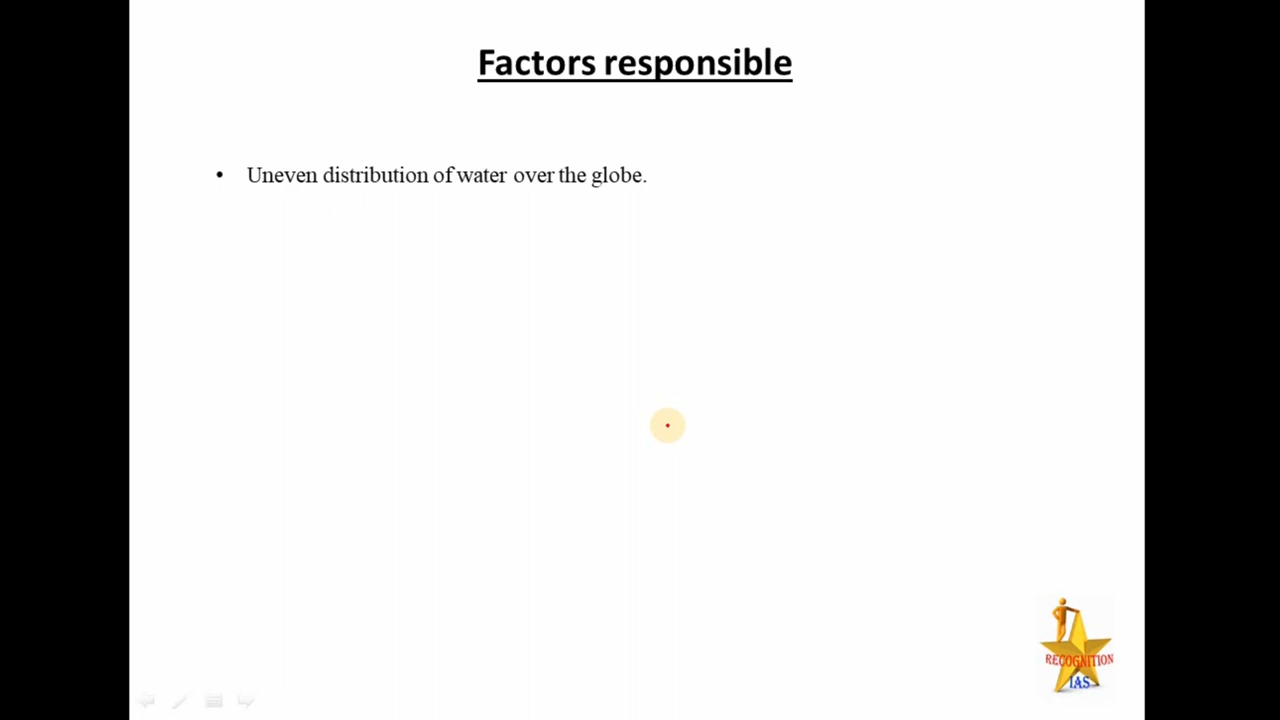 Factors responsible
• Uneven distribution of water over the globe.
RECOGNITION
IAS